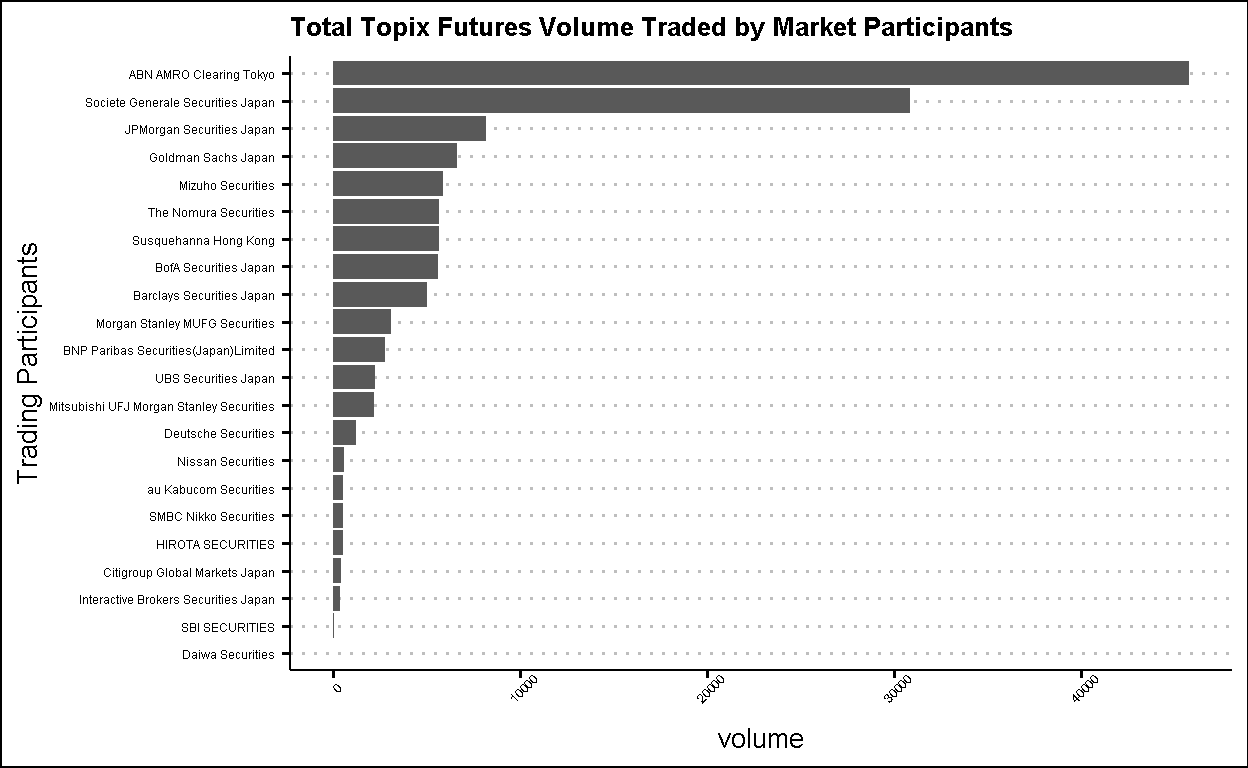 Total Topix Futures Volume Traded by Market Participants
Trading Participants
ABN AMRO Clearing Tokyo
Societe Generale Securities Japan
JPMorgan Securities Japan
Goldman Sachs Japan
Mizuho Securities
The Nomura Securities
Susquehanna Hong Kong
BofA Securities Japan
Barclays Securities Japan
Morgan Stanley MUFG Securities
BNP Paribas Securities(Japan)Limited
UBS Securities Japan
Mitsubishi UFJ Morgan Stanley Securities
Deutsche Securities
Nissan Securities
au Kabucom Securities
SMBC Nikko Securities
HIROTA SECURITIES
Citigroup Global Markets Japan
Interactive Brokers Securities Japan
SBI SECURITIES
Daiwa Securities
0
10000
20000
30000
40000
volume